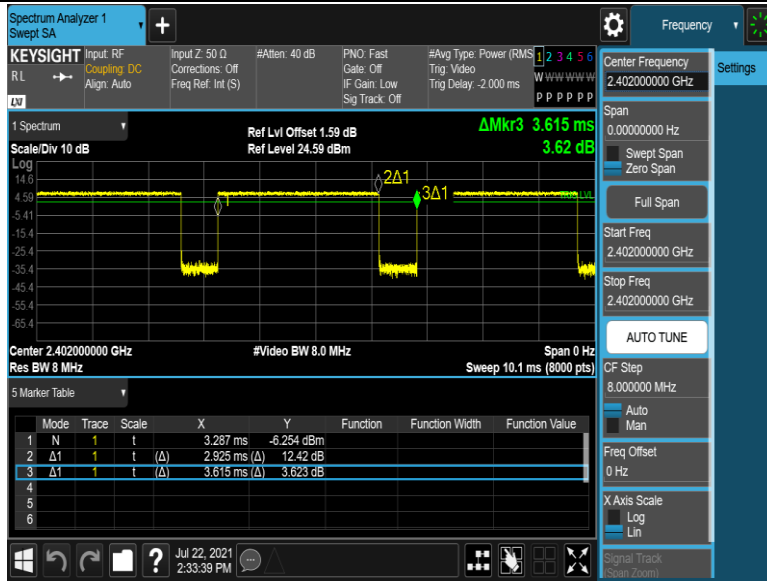 Spectrum Analyzer 1
Swept SA
+
Frequency
KEYSIGHT Input: RF Input Z: 50 Ω #Atten: 40 dB PNO: Fast #Avg Type: Power (RMS 1 2 3 4 5 6
RL Coupling: DC Corrections: Off Gate: Off Trig: Video W W W W W W
Align: Auto Freq Ref: Int (S) IF Gain: Low Trig Delay: -2.000 ms
Sig Track: Off P P P P P P
LXI
1 Spectrum
Scale/Div 10 dB
Ref Lvl Offset 1.59 dB
Ref Level 24.59 dBm
ΔMkr3 3.615 ms
3.62 dB
Log
14.6
4.59
-5.41
-15.4
-25.4
-35.4
-45.4
-55.4
-65.4
1
2Δ1
3Δ1
Center 2.402000000 GHz #Video BW 8.0 MHz Span 0 Hz
Res BW 8 MHz Sweep 10.1 ms (8000 pts)
5 Marker Table
Mode Trace Scale X Y Function Function Width Function Value
1 N 1 t 3.287 ms -6.254 dBm
2 Δ1 1 t (Δ) 2.925 ms (Δ) 12.42 dB
3 Δ1 1 t (Δ) 3.615 ms (Δ) 3.623 dB
4
5
6
Jul 22, 2021
2:33:39 PM
?
Center Frequency
2.402000000 GHz
Span
0.00000000 Hz
Swept Span
Zero Span
Full Span
Start Freq
2.402000000 GHz
Stop Freq
2.402000000 GHz
AUTO TUNE
CF Step
8.000000 MHz
Auto
Man
Freq Offset
0 Hz
X Axis Scale
Log
Lin
Signal Track
(Span Zoom)
Settings